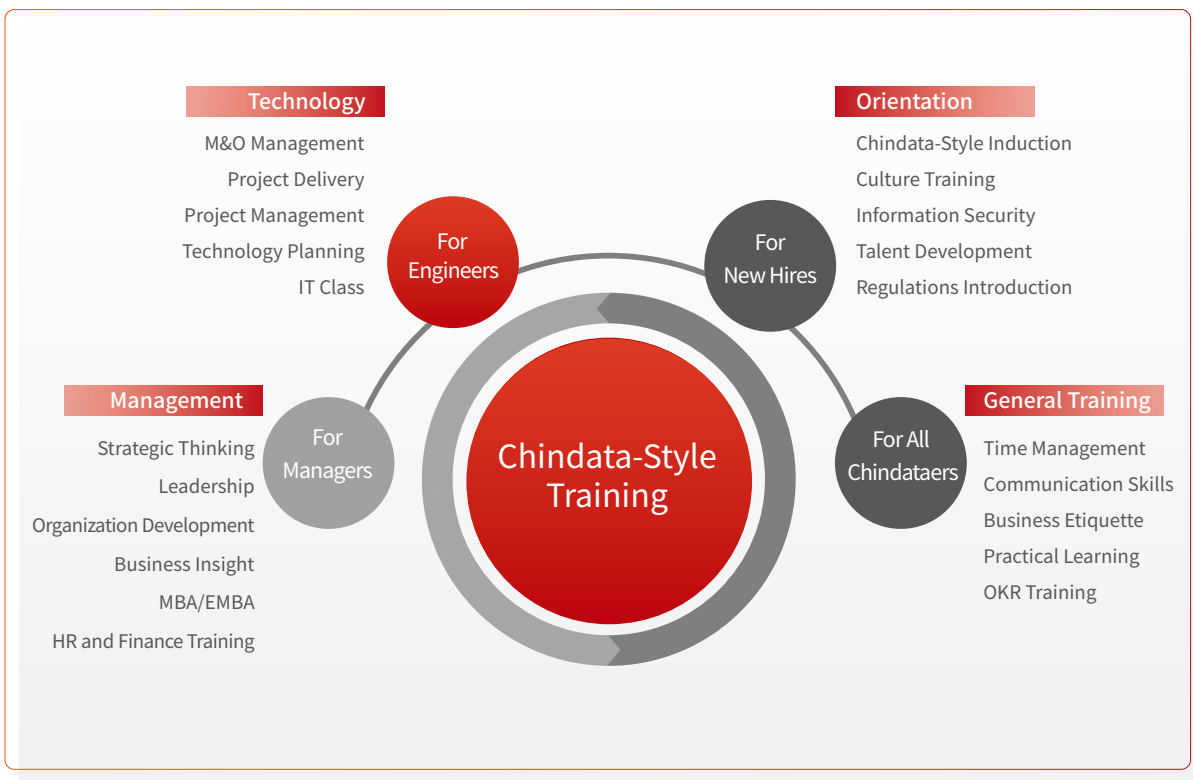 Technology
M&O Management
Project Delivery
Project Management
Technology Planning
IT Class
For
Engineers
Orientation
Chindata-Style Induction
Culture Training
Information Security
Talent Development
Regulations Introduction
For
New Hires
Management
Strategic Thinking
Leadership
Organization Development
Business Insight
MBA/EMBA
HR and Finance Training
For
Managers
Chindata-Style
Training
For All
Chindataers
General Training
Time Management
Communication Skills
Business Etiquette
Practical Learning
OKR Training